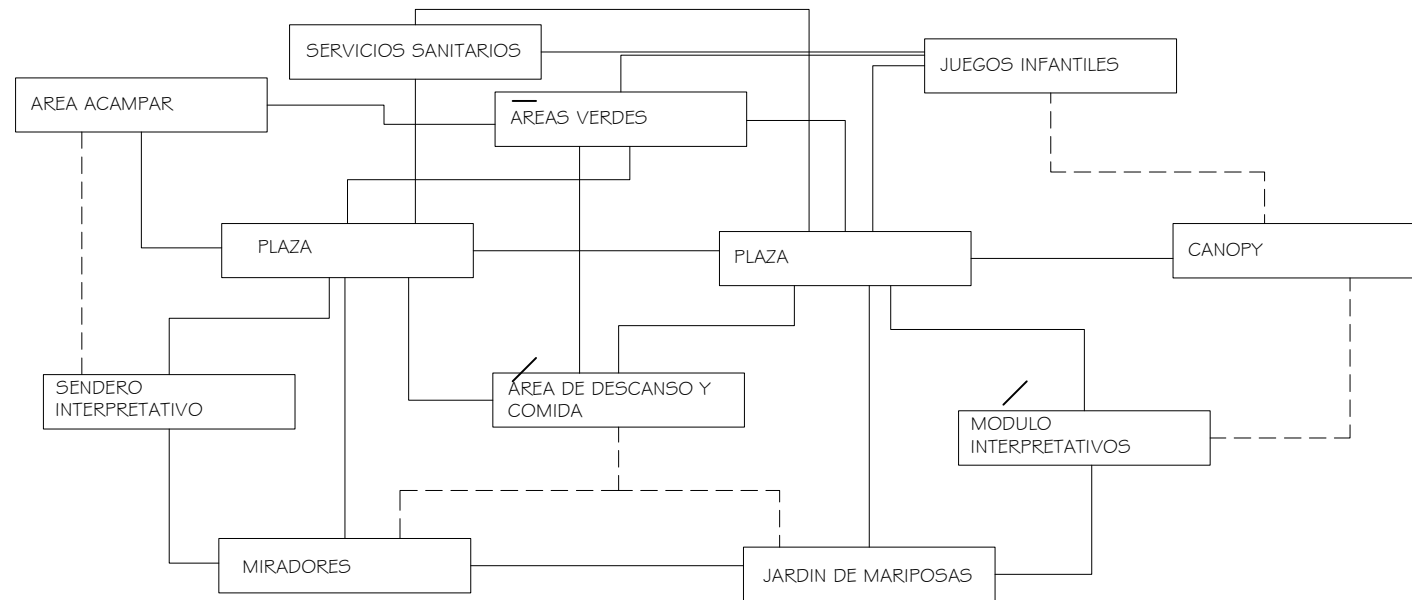 SERVICIOS SANITARIOS
JUEGOS INFANTILES
AREA ACAMPAR
ÁREAS VERDES
PLAZA
PLAZA
CANOPY
SENDERO
INTERPRETATIVO
ÁREA DE DESCANSO Y
COMIDA
MODULO
INTERPRETATIVOS
MIRADORES
JARDIN DE MARIPOSAS